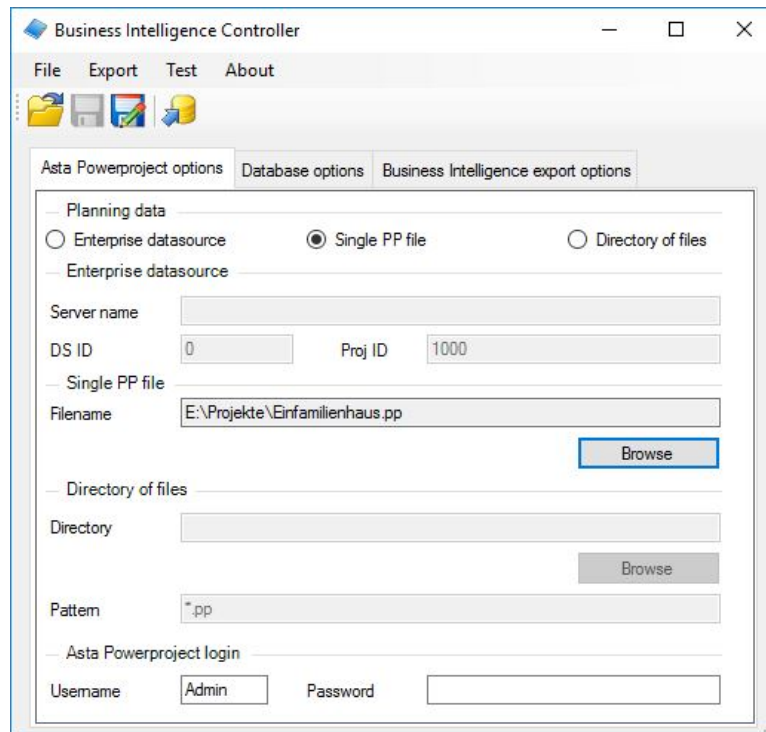 Business Intelligence Controller
File Export Test About
Asta Powerproject options Database options Business Intelligence export options
Planning data
Enterprise datasource Single PP file Directory of files
Enterprise datasource
Server name
DS ID 0 Proj ID 1000
Single PP file
Filename E:\Projekte\Einfamilienhaus.pp
Browse
Directory of files
Directory
Browse
Pattern *.pp
Asta Powerproject login
Username Admin Password